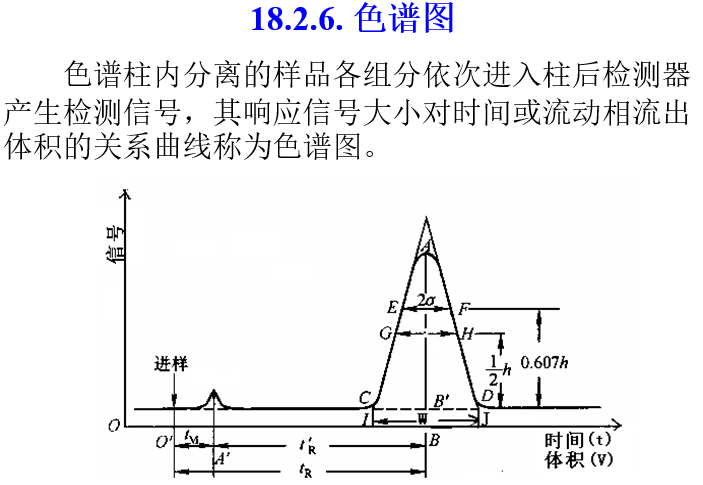 18.2.6. 色谱图
色谱柱内分离的样品各组分依次进入柱后检测器
产生检测信号，其响应信号大小对时间或流动相流出
体积的关系曲线称为色谱图。
信号
A
E 2σ F
G H
1/2 h 0.607h
进样
C B' D
O I W J
O' tM t'R B 时间(t)
A' 体积(V)
tR